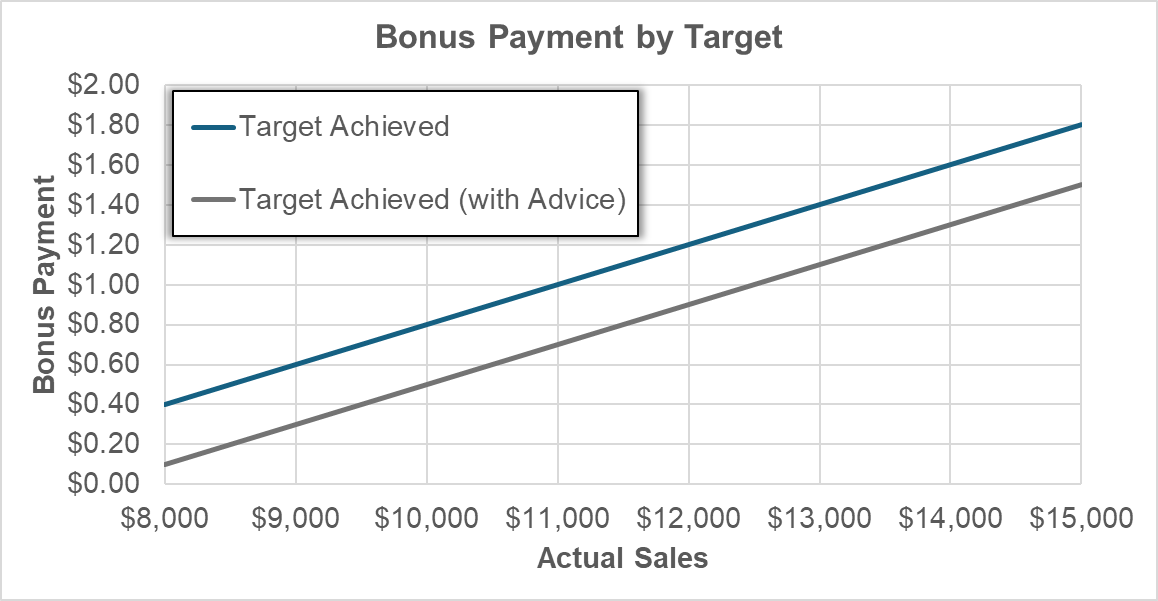 Bonus Payment by Target
$2.00
$1.80
$1.60
$1.40
$1.20
$1.00
$0.80
$0.60
$0.40
$0.20
$0.00
Bonus Payment
Target Achieved
Target Achieved (with Advice)
$8,000 $9,000 $10,000 $11,000 $12,000 $13,000 $14,000 $15,000
Actual Sales